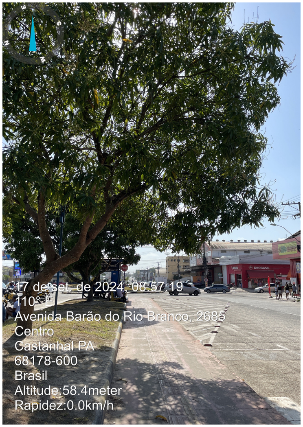 17 de set. de 2024 08:57:19
110°
Avenida Barão do Rio Branco, 2085
Centro
Castanhal PA
68178-600
Brasil
Altitude:58.4meter
Rapidez:0.0km/h